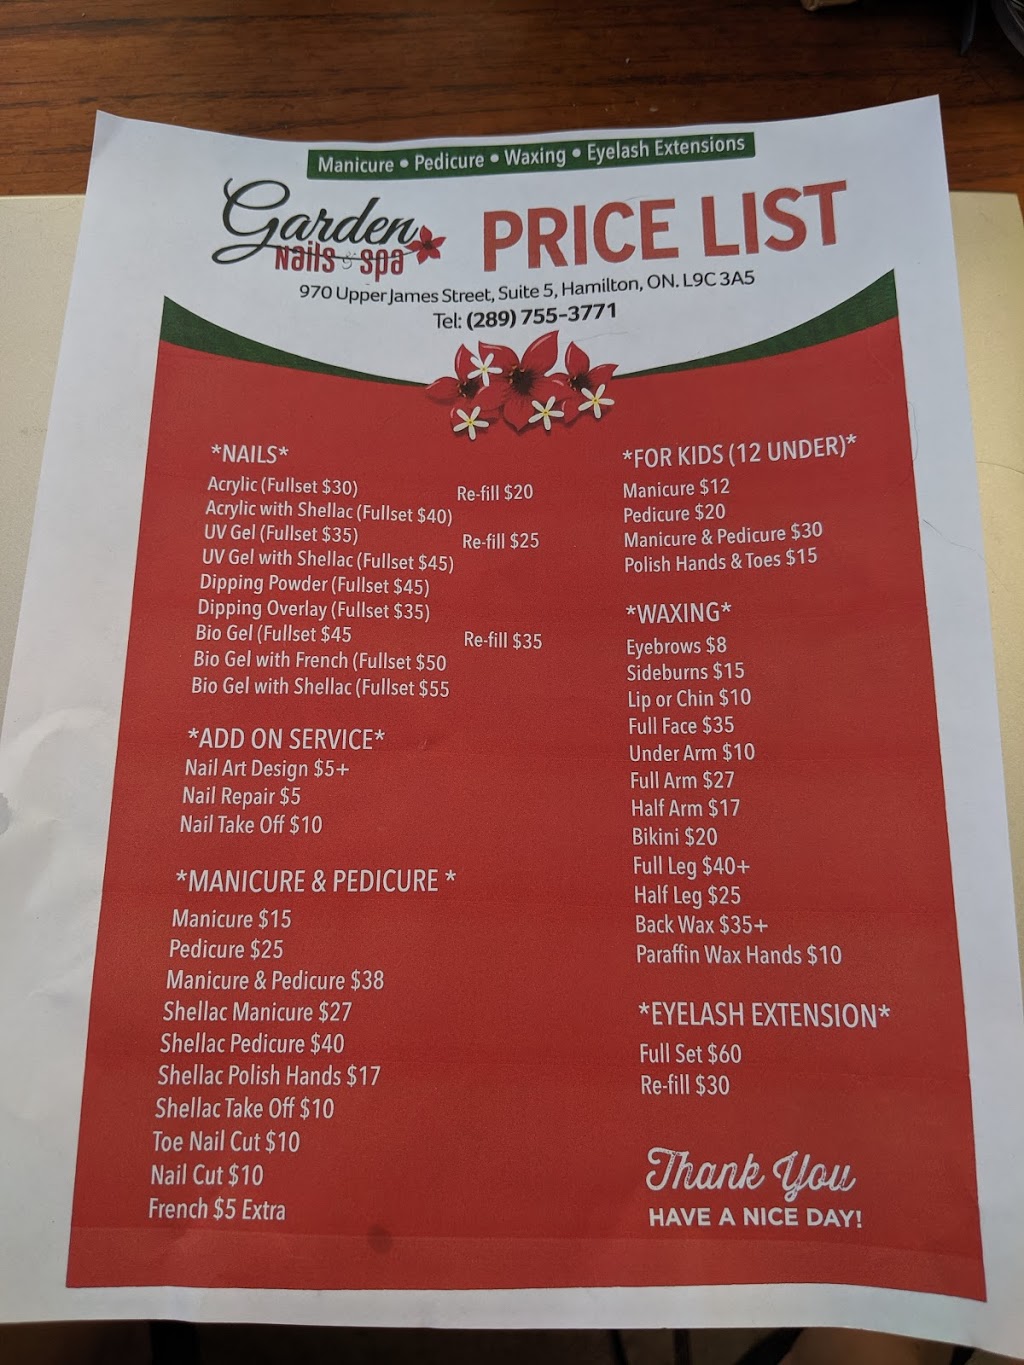 Manicure • Pedicure • Waxing • Eyelash Extensions
Garden
nails & spa
PRICE LIST
970 Upper James Street, Suite 5, Hamilton, ON. L9C 3A5
Tel: (289) 755-3771
*NAILS*
Acrylic (Fullset $30) Re-fill $20
Acrylic with Shellac (Fullset $40)
UV Gel (Fullset $35) Re-fill $25
UV Gel with Shellac (Fullset $45)
Dipping Powder (Fullset $45)
Dipping Overlay (Fullset $35)
Bio Gel (Fullset $45 Re-fill $35
Bio Gel with French (Fullset $50
Bio Gel with Shellac (Fullset $55
*ADD ON SERVICE*
Nail Art Design $5+
Nail Repair $5
Nail Take Off $10
*MANICURE & PEDICURE *
Manicure $15
Pedicure $25
Manicure & Pedicure $38
Shellac Manicure $27
Shellac Pedicure $40
Shellac Polish Hands $17
Shellac Take Off $10
Toe Nail Cut $10
Nail Cut $10
French $5 Extra
*FOR KIDS (12 UNDER)*
Manicure $12
Pedicure $20
Manicure & Pedicure $30
Polish Hands & Toes $15
*WAXING*
Eyebrows $8
Sideburns $15
Lip or Chin $10
Full Face $35
Under Arm $10
Full Arm $27
Half Arm $17
Bikini $20
Full Leg $40+
Half Leg $25
Back Wax $35+
Paraffin Wax Hands $10
*EYELASH EXTENSION*
Full Set $60
Re-fill $30
Thank You
HAVE A NICE DAY!